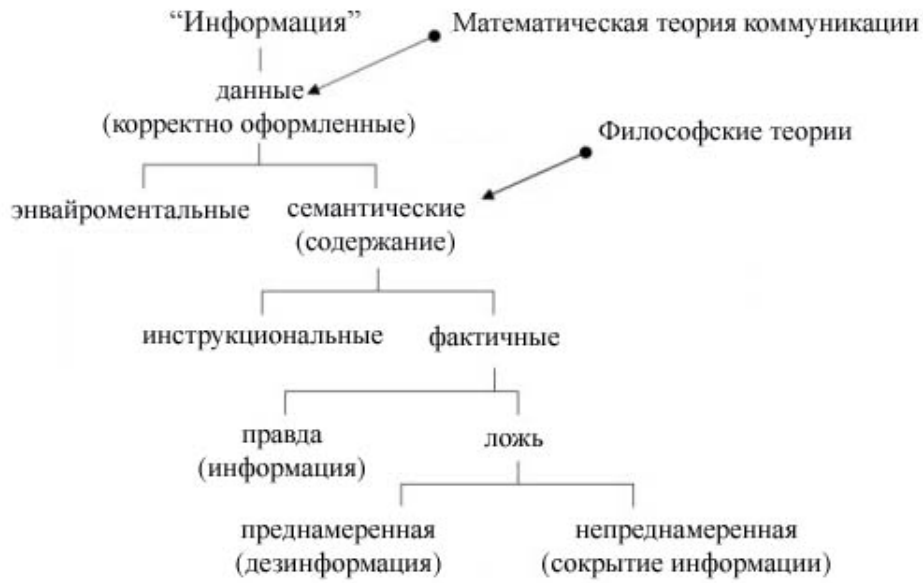 “Информация”
Математическая теория коммуникации
данные
(корректно оформленные)
Философские теории
энвайроментальные
семантические
(содержание)
инструкциональные
фактичные
правда
(информация)
ложь
преднамеренная
(дезинформация)
непреднамеренная
(сокрытие информации)